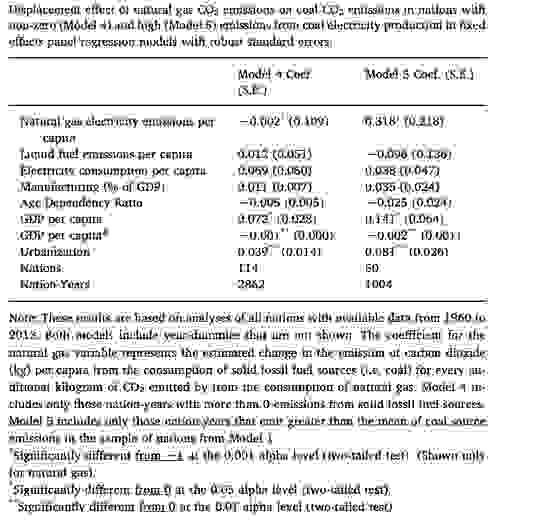 Displacement effect of natural gas CO₂ emissions on coal CO₂ emissions in nations with
non-zero (Model 4) and high (Model 5) emissions from coal electricity production in fixed
effects panel regression models with robust standard errors.
Model 4 Coef. (S.E.) Model 5 Coef. (S.E.)
Natural gas electricity emissions per capita −0.002† (0.109) 0.318† (0.218)
Liquid fuel emissions per capita 0.012 (0.051) −0.096 (0.136)
Electricity consumption per capita 0.069 (0.060) 0.038 (0.047)
Manufacturing (% of GDP) 0.011 (0.007) 0.035 (0.024)
Age Dependency Ratio −0.005 (0.005) −0.025 (0.024)
GDP per capita 0.072* (0.028) 0.141* (0.064)
GDP per capita² −0.001** (0.000) −0.002** (0.001)
Urbanization 0.039** (0.014) 0.081** (0.026)
Nations 114 50
Nation-Years 2862 1004
Note: These results are based on analyses of all nations with available data from 1960 to
2013. Both models include year-dummies that are not shown. The coefficient for the
natural gas variable represents the estimated change in the emission of carbon dioxide
(kg) per capita from the consumption of solid fossil fuel sources (i.e. coal) for every ad-
ditional kilogram of CO₂ emitted by from the consumption of natural gas. Model 4 in-
cludes only those nation-years with more than 0 emissions from solid fossil fuel sources.
Model 5 includes only those nation-years that emit greater than the mean of coal source
emissions in the sample of nations from Model
†Significantly different from −1 at the 0.001 alpha level (two-tailed test). (Shown only
for natural gas).
*Significantly different from 0 at the 0.05 alpha level (two-tailed test).
**Significantly different from 0 at the 0.01 alpha level (two-tailed test)